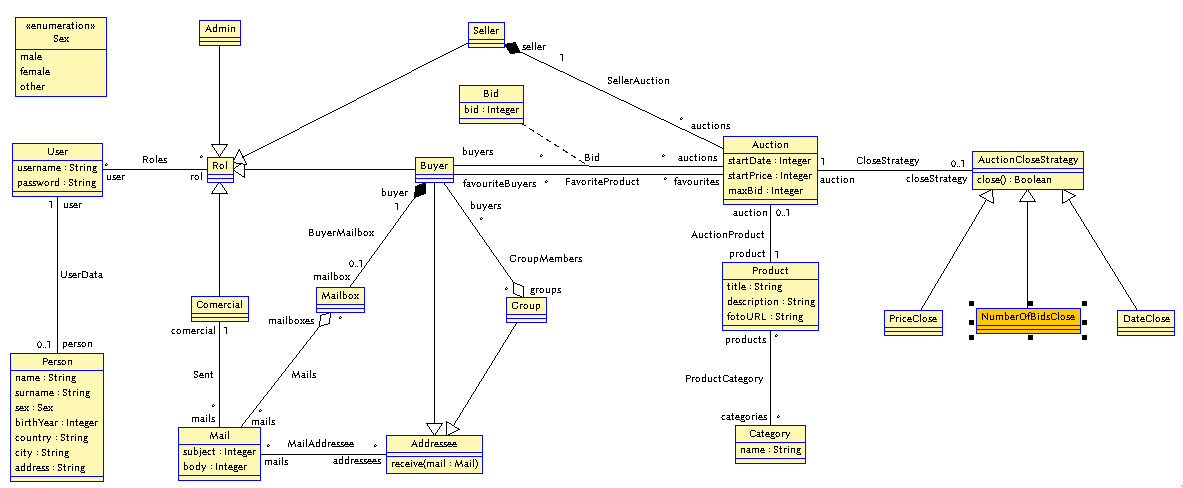 «enumeration»
Sex
male
female
other
Admin
Seller
seller
1
SellerAuction
*
auctions
Bid
bid : Integer
User
username : String
password : String
*
user
Roles
*
rol
Rol
Buyer
buyers
*
Bid
*
auctions
favouriteBuyers
*
FavoriteProduct
*
favourites
Auction
startDate : Integer
startPrice : Integer
maxBid : Integer
1
auction
CloseStrategy
0..1
closeStrategy
AuctionCloseStrategy
close() : Boolean
1
user
UserData
0..1
person
Person
name : String
surname : String
sex : Sex
birthYear : Integer
country : String
city : String
address : String
buyer
1
BuyerMailbox
0..1
mailbox
Mailbox
mailboxes
*
Mails
*
mails
buyers
*
GroupMembers
*
groups
Group
auction
0..1
AuctionProduct
product
1
Product
title : String
description : String
fotoURL : String
products
*
ProductCategory
categories
*
Category
name : String
PriceClose
NumberOfBidsClose
DateClose
Comercial
comercial
1
Sent
*
mails
Mail
subject : Integer
body : Integer
*
mails
MailAddressee
*
addressees
Addressee
receive(mail : Mail)